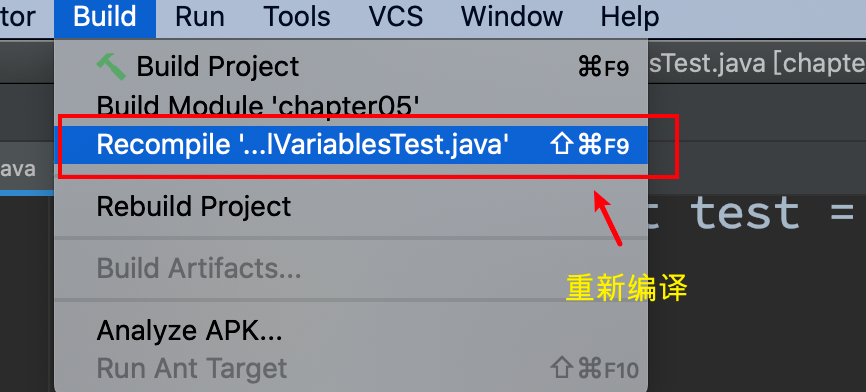 tor Build Run Tools VCS Window Help
Build Project ⌘F9
sTest.java [chapte
Build Module 'chapter05'
Recompile '...lVariablesTest.java' ⇧⌘F9
ava
Rebuild Project
t test =
Build Artifacts...
重新编译
Analyze APK...
Run Ant Target ⇧⌘F10